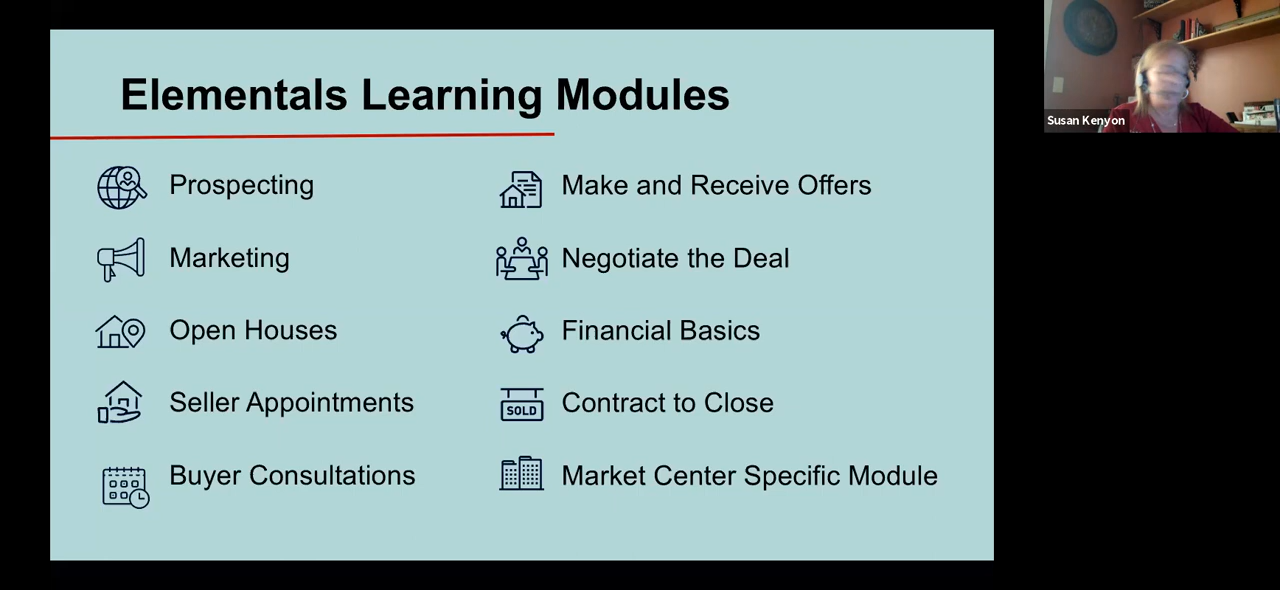 Elementals Learning Modules
Prospecting
Marketing
Open Houses
Seller Appointments
Buyer Consultations
Make and Receive Offers
Negotiate the Deal
Financial Basics
SOLD
Contract to Close
Market Center Specific Module
Susan Kenyon